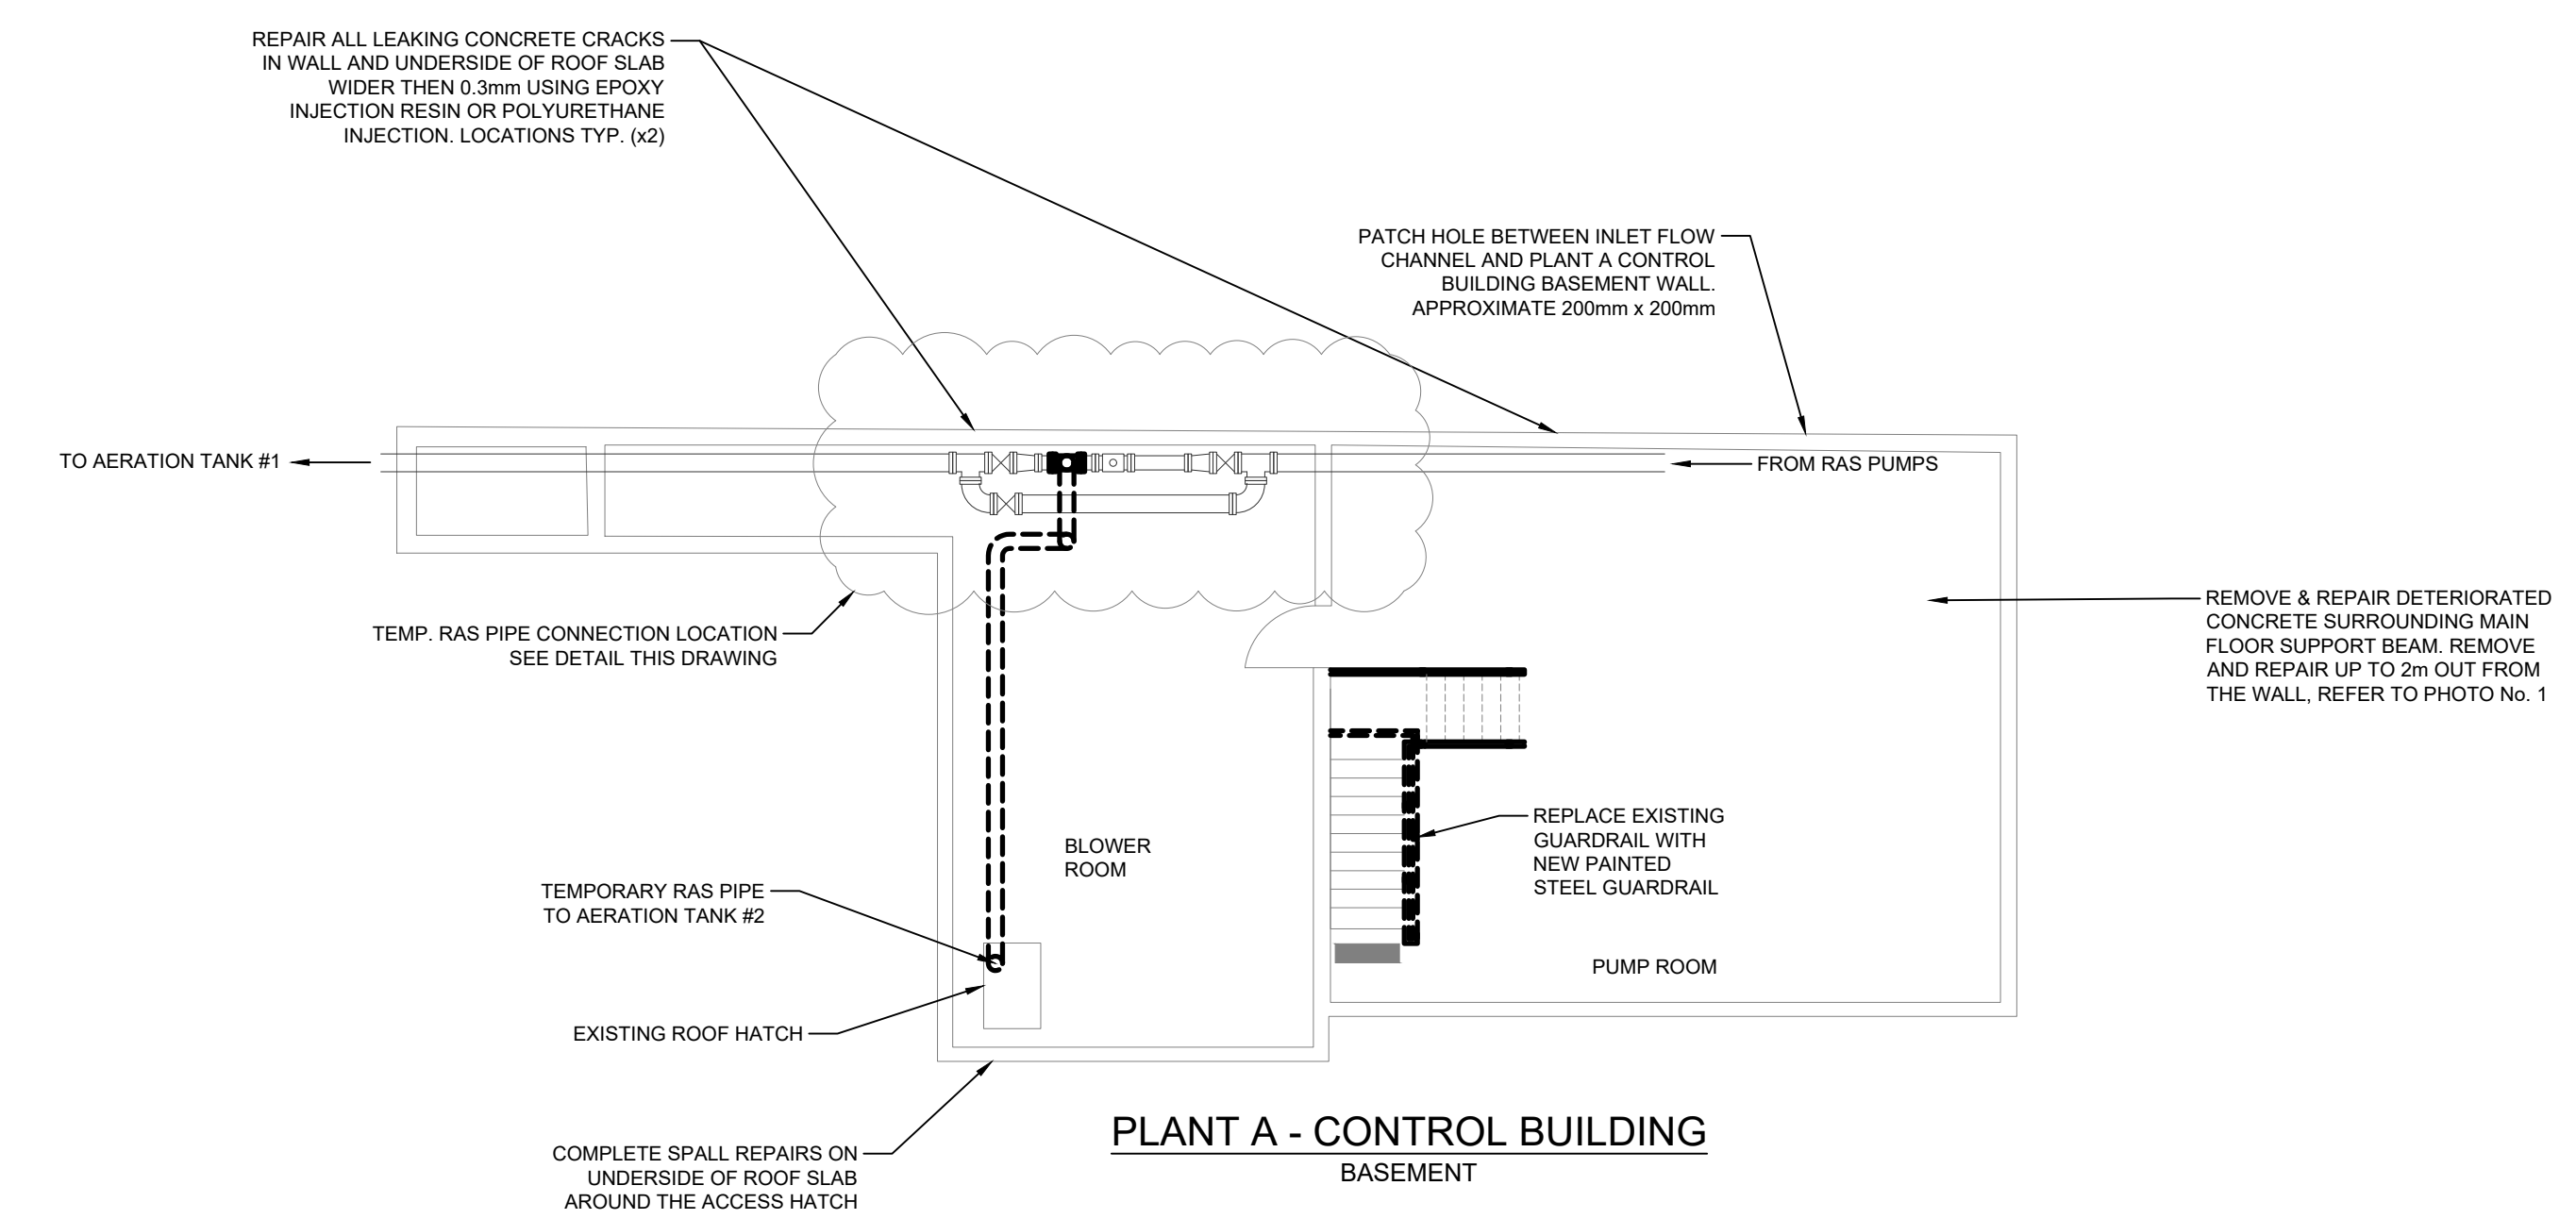 REPAIR ALL LEAKING CONCRETE CRACKS
IN WALL AND UNDERSIDE OF ROOF SLAB
WIDER THEN 0.3mm USING EPOXY
INJECTION RESIN OR POLYURETHANE
INJECTION. LOCATIONS TYP. (x2)
PATCH HOLE BETWEEN INLET FLOW
CHANNEL AND PLANT A CONTROL
BUILDING BASEMENT WALL.
APPROXIMATE 200mm x 200mm
TO AERATION TANK #1
FROM RAS PUMPS
TEMP. RAS PIPE CONNECTION LOCATION
SEE DETAIL THIS DRAWING
REMOVE & REPAIR DETERIORATED
CONCRETE SURROUNDING MAIN
FLOOR SUPPORT BEAM. REMOVE
AND REPAIR UP TO 2m OUT FROM
THE WALL, REFER TO PHOTO No. 1
BLOWER
ROOM
REPLACE EXISTING
GUARDRAIL WITH
NEW PAINTED
STEEL GUARDRAIL
TEMPORARY RAS PIPE
TO AERATION TANK #2
PUMP ROOM
EXISTING ROOF HATCH
COMPLETE SPALL REPAIRS ON
UNDERSIDE OF ROOF SLAB
AROUND THE ACCESS HATCH
PLANT A - CONTROL BUILDING
BASEMENT